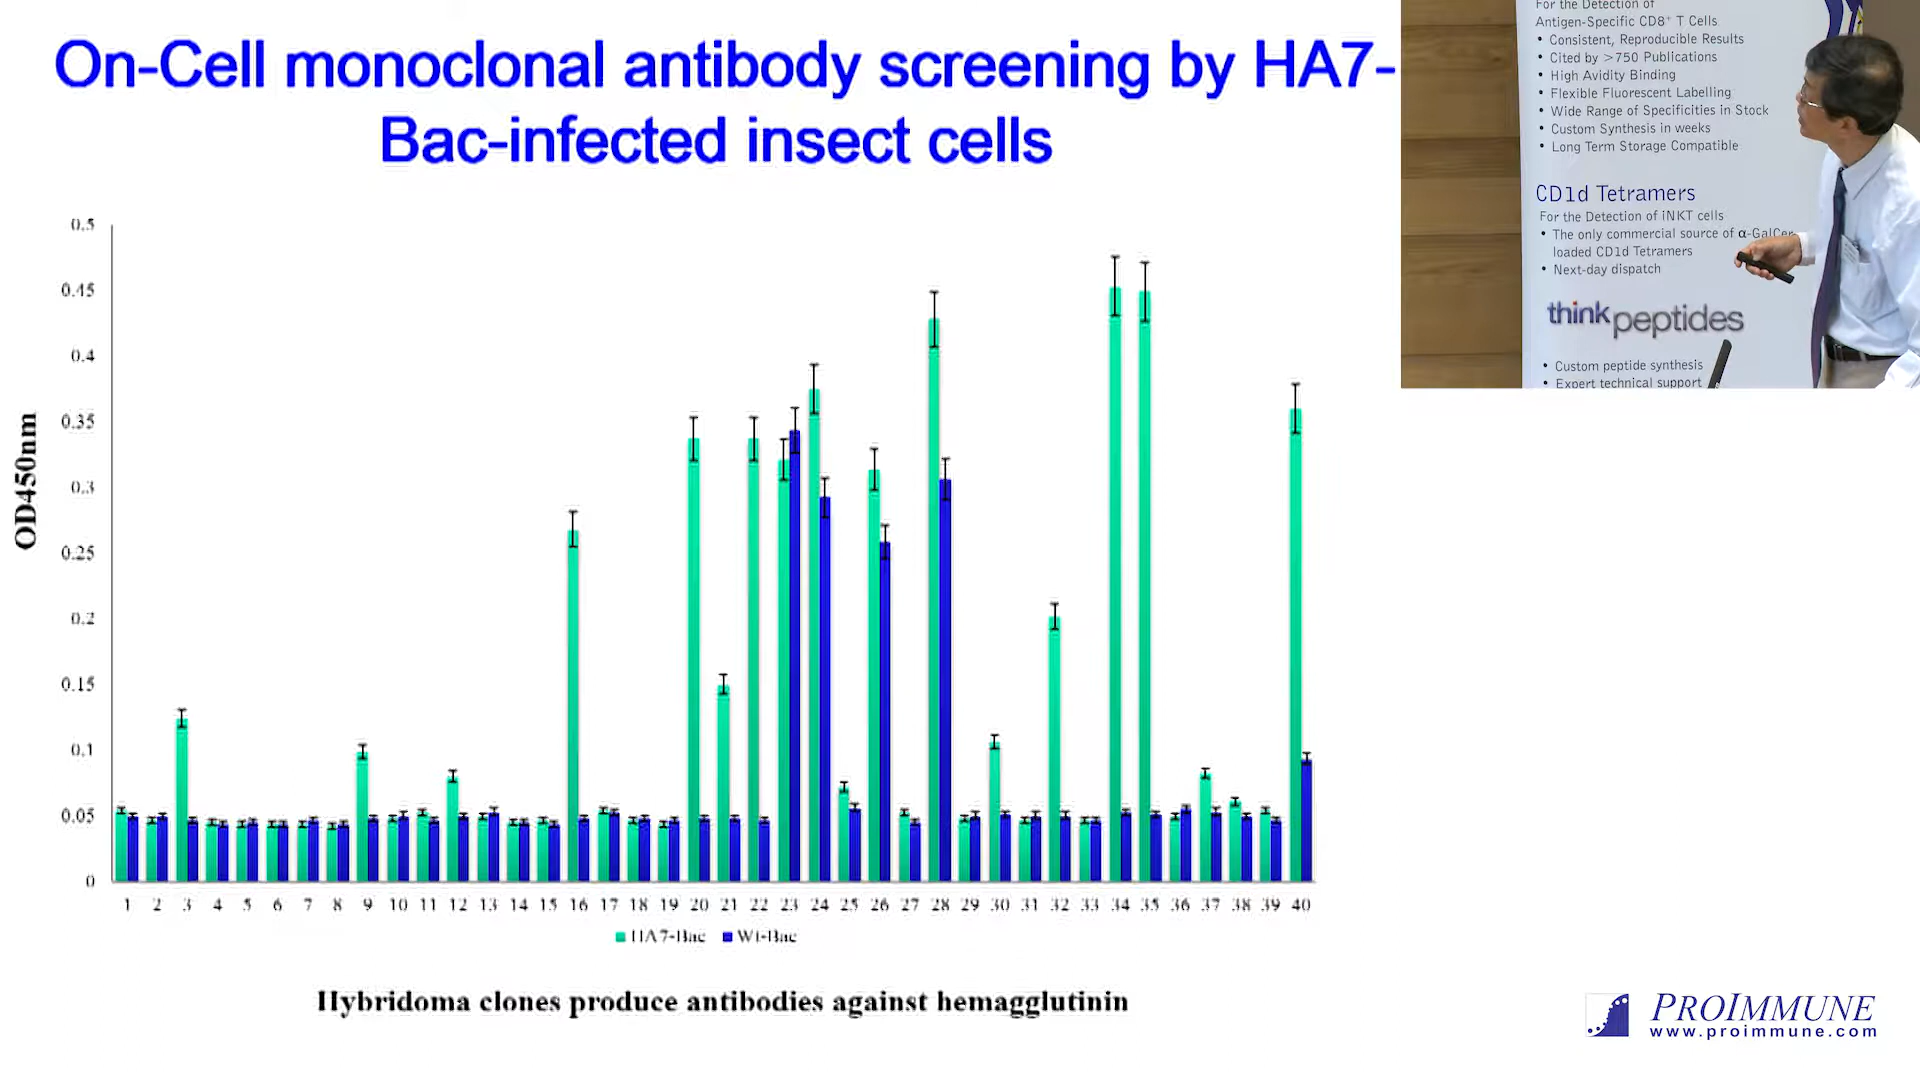 On-Cell monoclonal antibody screening by HA7-
Bac-infected insect cells
0.5
0.45
0.4
0.35
0.3
0.25
0.2
0.15
0.1
0.05
0
OD450nm
1 2 3 4 5 6 7 8 9 10 11 12 13 14 15 16 17 18 19 20 21 22 23 24 25 26 27 28 29 30 31 32 33 34 35 36 37 38 39 40
HA7-Bac Wt-Bac
Hybridoma clones produce antibodies against hemagglutinin
For the Detection of
Antigen-Specific CD8+ T Cells
• Consistent, Reproducible Results
• Cited by >750 Publications
• High Avidity Binding
• Flexible Fluorescent Labelling
• Wide Range of Specificities in Stock
• Custom Synthesis in weeks
• Long Term Storage Compatible
CD1d Tetramers
For the Detection of iNKT cells
• The only commercial source of α-GalCer
loaded CD1d Tetramers
• Next-day dispatch
think peptides
• Custom peptide synthesis
• Expert technical support
PROIMMUNE
www.proimmune.com